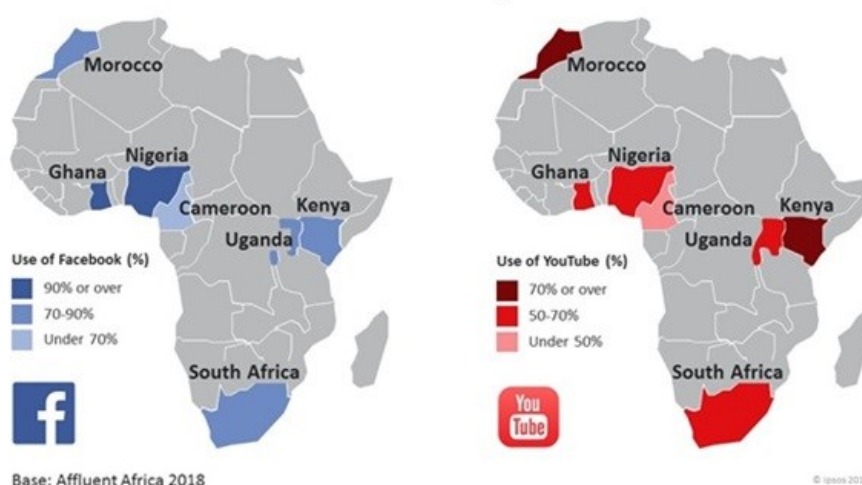 Morocco
Ghana
Nigeria
Cameroon
Kenya
Uganda
Use of Facebook (%)
90% or over
70-90%
Under 70%
South Africa
f
Base: Affluent Africa 2018
Morocco
Ghana
Nigeria
Cameroon
Kenya
Uganda
Use of YouTube (%)
70% or over
50-70%
Under 50%
South Africa
You
Tube
© Ipsos